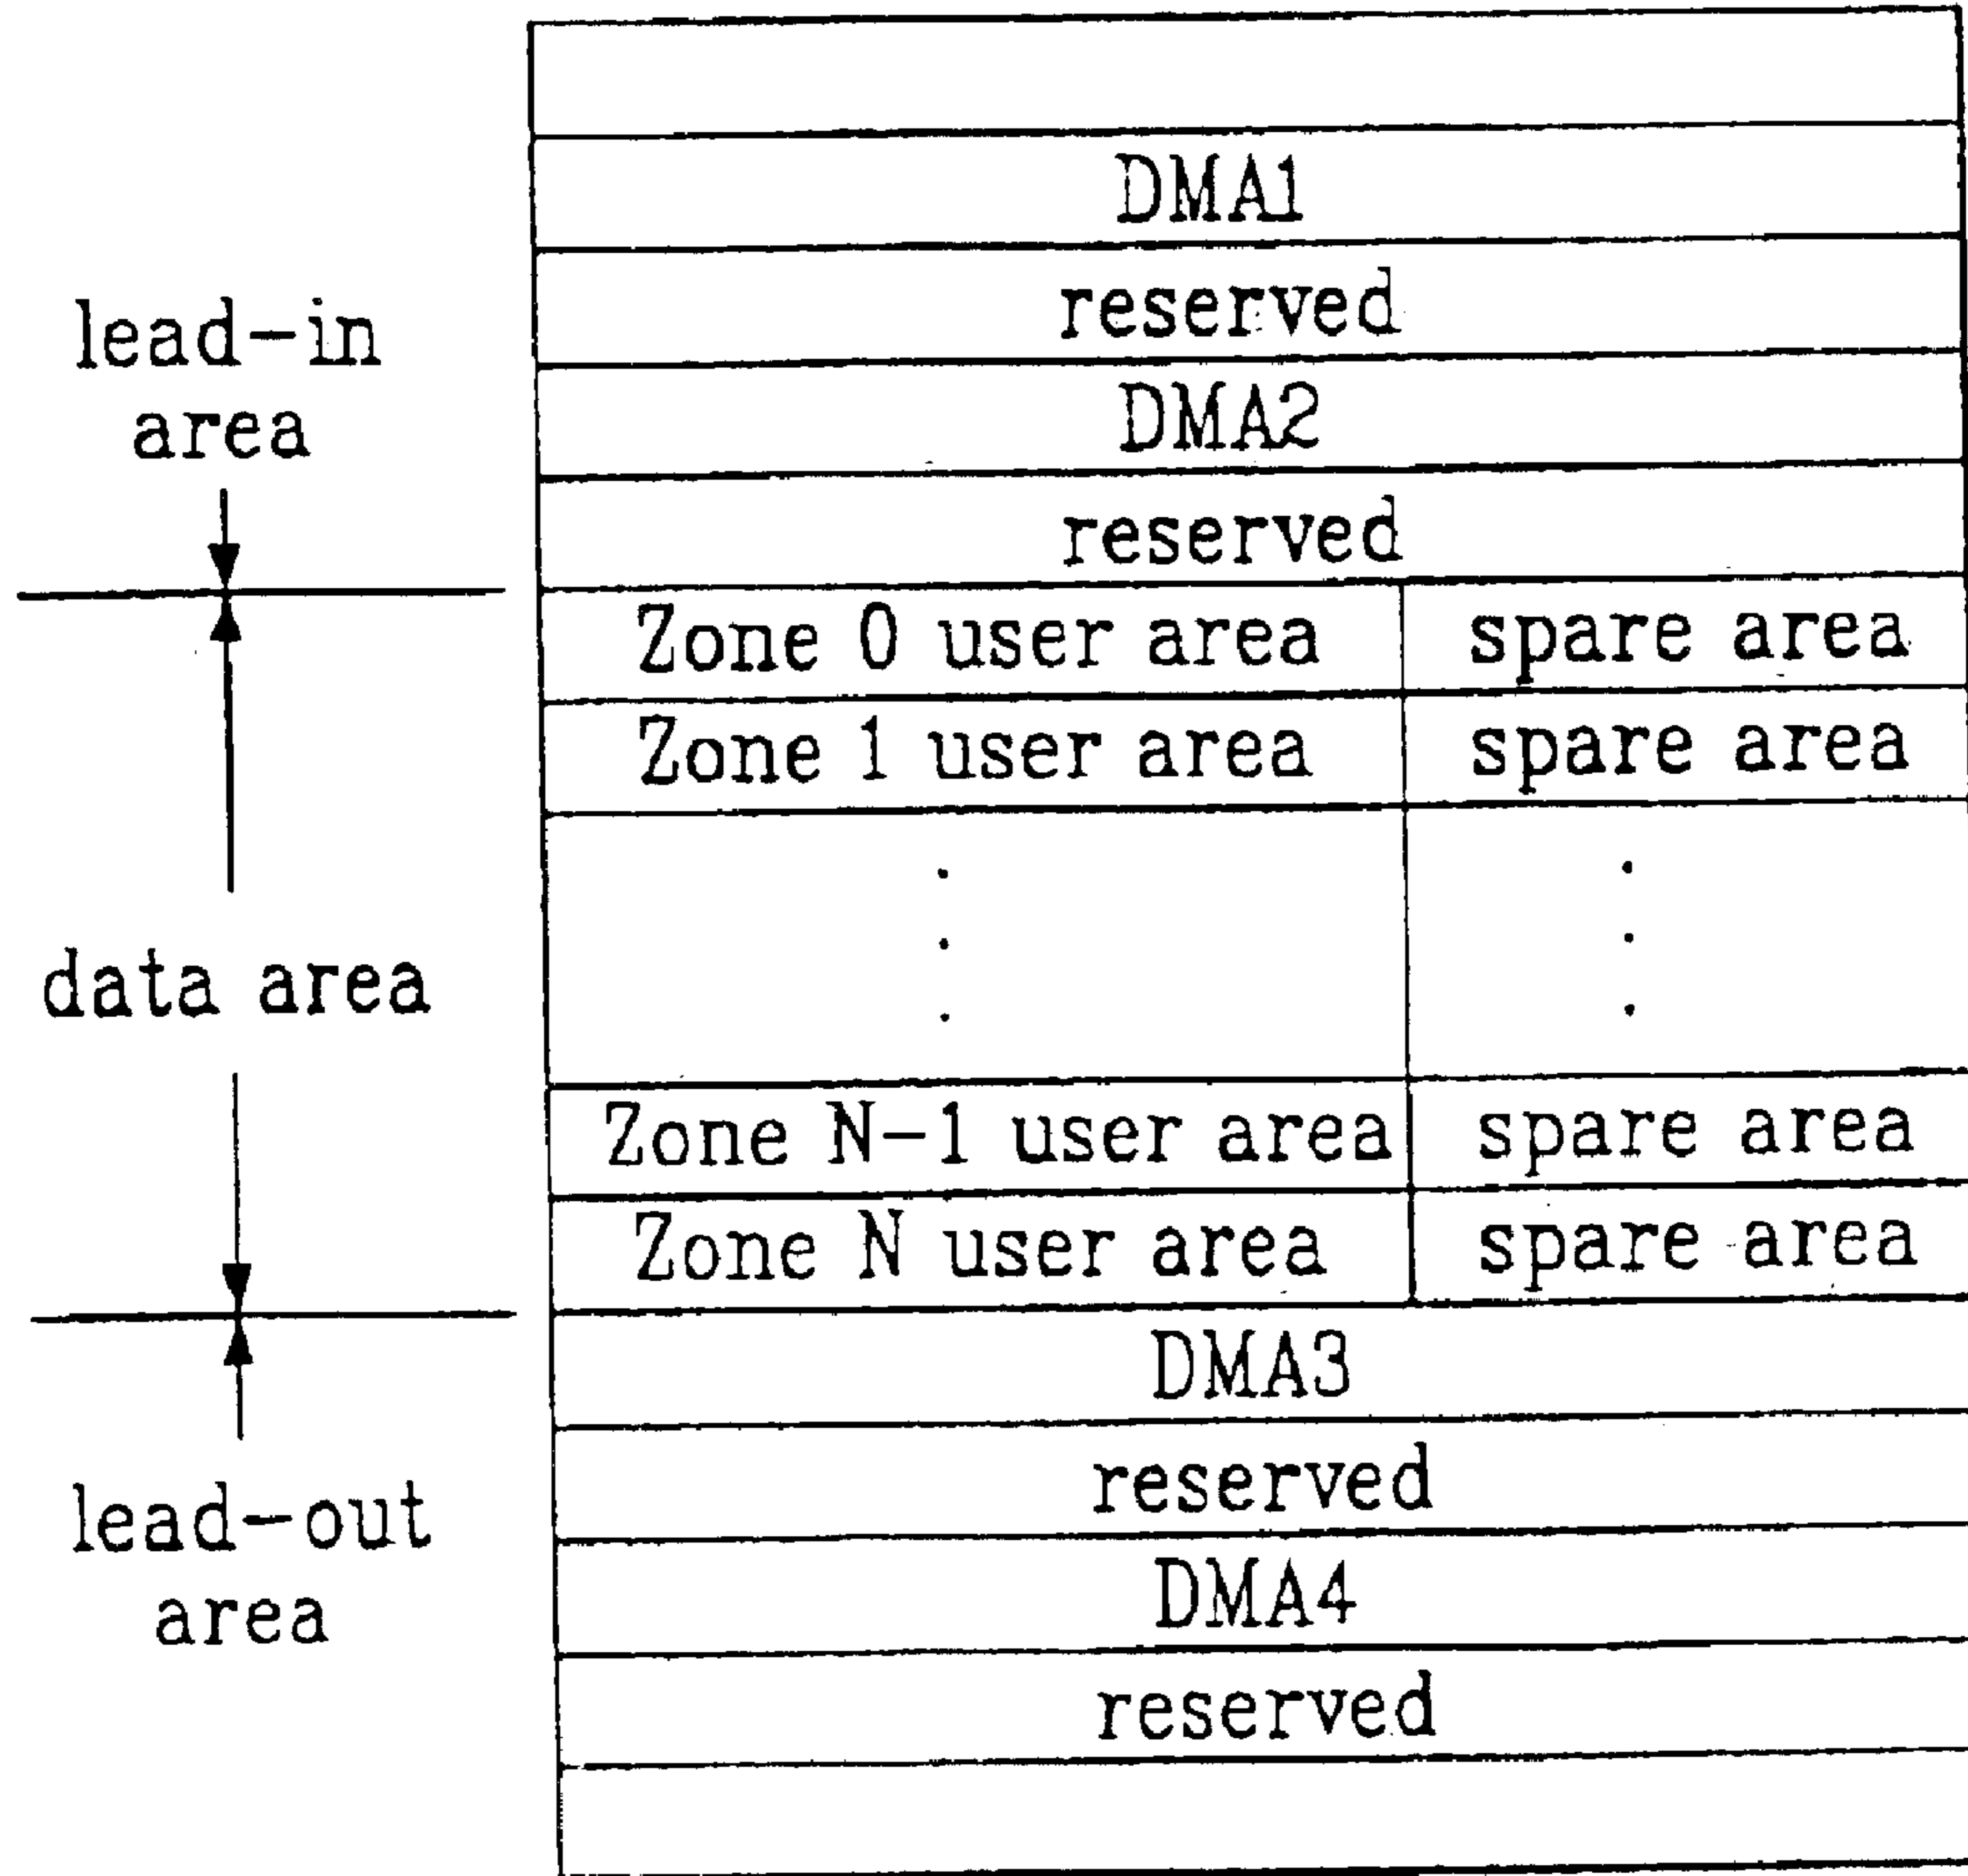 DMA1
reserved
lead-in
area
DMA2
reserved
Zone 0 user area spare area
Zone 1 user area spare area
data area
Zone N-1 user area spare area
Zone N user area spare area
DMA3
reserved
lead-out
area
DMA4
reserved